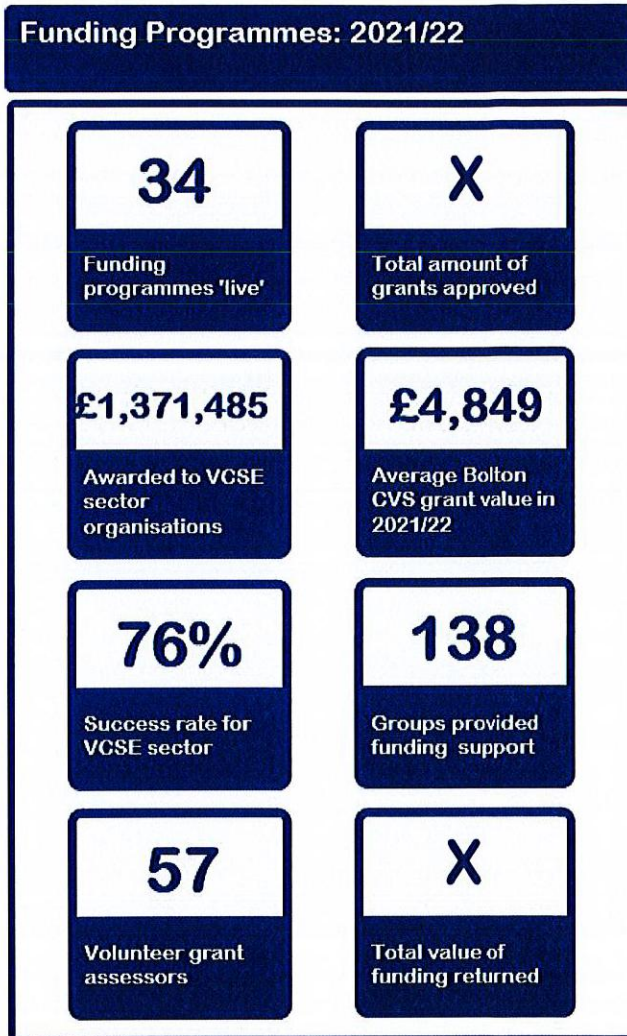 Funding Programmes: 2021/22
34
Funding
programmes 'live'
X
Total amount of
grants approved
£1,371,485
Awarded to VCSE
sector
organisations
£4,849
Average Bolton
CVS grant value in
2021/22
76%
Success rate for
VCSE sector
138
Groups provided
funding support
57
Volunteer grant
assessors
X
Total value of
funding returned